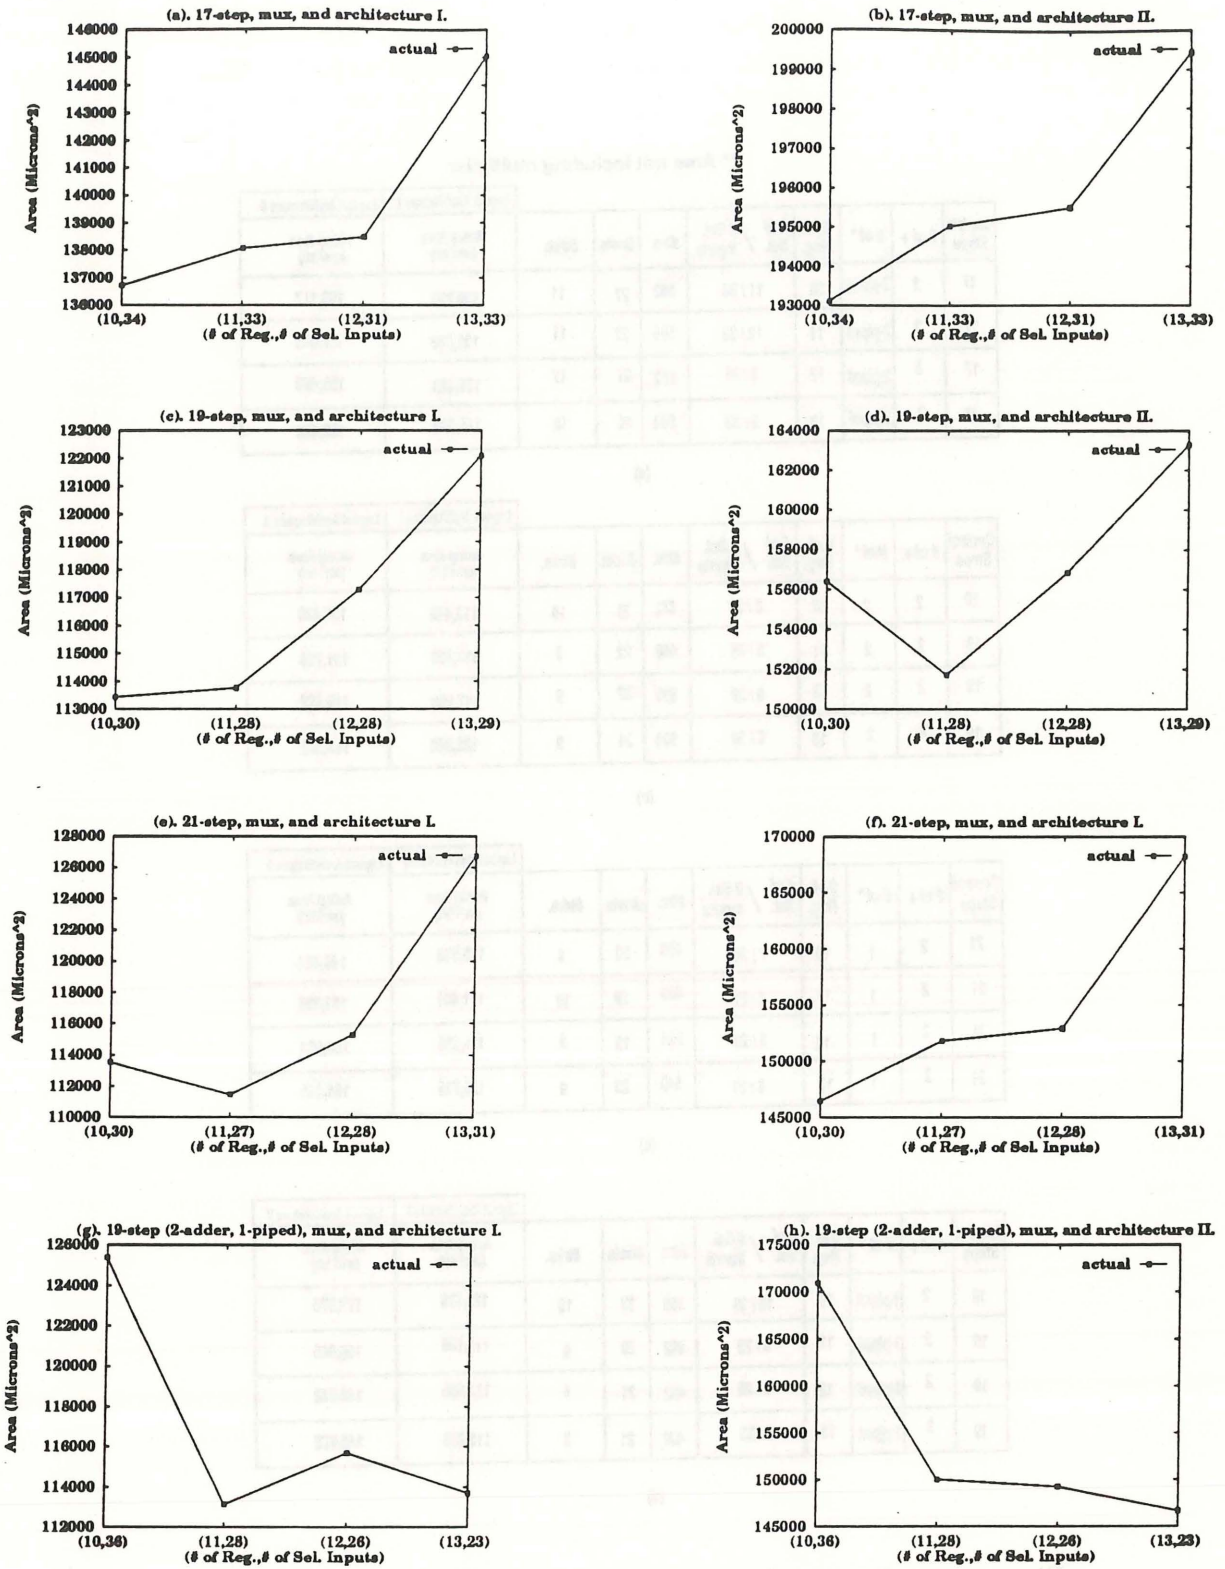 (a). 17-step, mux, and architecture I.
146000
145000
144000
143000
142000
141000
140000
139000
138000
137000
136000
Area (Microns^2)
actual
(10,34) (11,33) (12,31) (13,33)
(# of Reg.,# of Sel. Inputs)
(b). 17-step, mux, and architecture II.
200000
199000
198000
197000
196000
195000
194000
193000
Area (Microns^2)
actual
(10,34) (11,33) (12,31) (13,33)
(# of Reg.,# of Sel. Inputs)
(c). 19-step, mux, and architecture I.
123000
122000
121000
120000
119000
118000
117000
116000
115000
114000
113000
Area (Microns^2)
actual
(10,30) (11,28) (12,28) (13,29)
(# of Reg.,# of Sel. Inputs)
(d). 19-step, mux, and architecture II.
164000
162000
160000
158000
156000
154000
152000
150000
Area (Microns^2)
actual
(10,30) (11,28) (12,28) (13,29)
(# of Reg.,# of Sel. Inputs)
(e). 21-step, mux, and architecture I.
128000
126000
124000
122000
120000
118000
116000
114000
112000
110000
Area (Microns^2)
actual
(10,30) (11,27) (12,28) (13,31)
(# of Reg.,# of Sel. Inputs)
(f). 21-step, mux, and architecture I.
170000
165000
160000
155000
150000
145000
Area (Microns^2)
actual
(10,30) (11,27) (12,28) (13,31)
(# of Reg.,# of Sel. Inputs)
(g). 19-step (2-adder, 1-piped), mux, and architecture I.
126000
124000
122000
120000
118000
116000
114000
112000
Area (Microns^2)
actual
(10,36) (11,28) (12,26) (13,23)
(# of Reg.,# of Sel. Inputs)
(h). 19-step (2-adder, 1-piped), mux, and architecture II.
175000
170000
165000
160000
155000
150000
145000
Area (Microns^2)
actual
(10,36) (11,28) (12,26) (13,23)
(# of Reg.,# of Sel. Inputs)